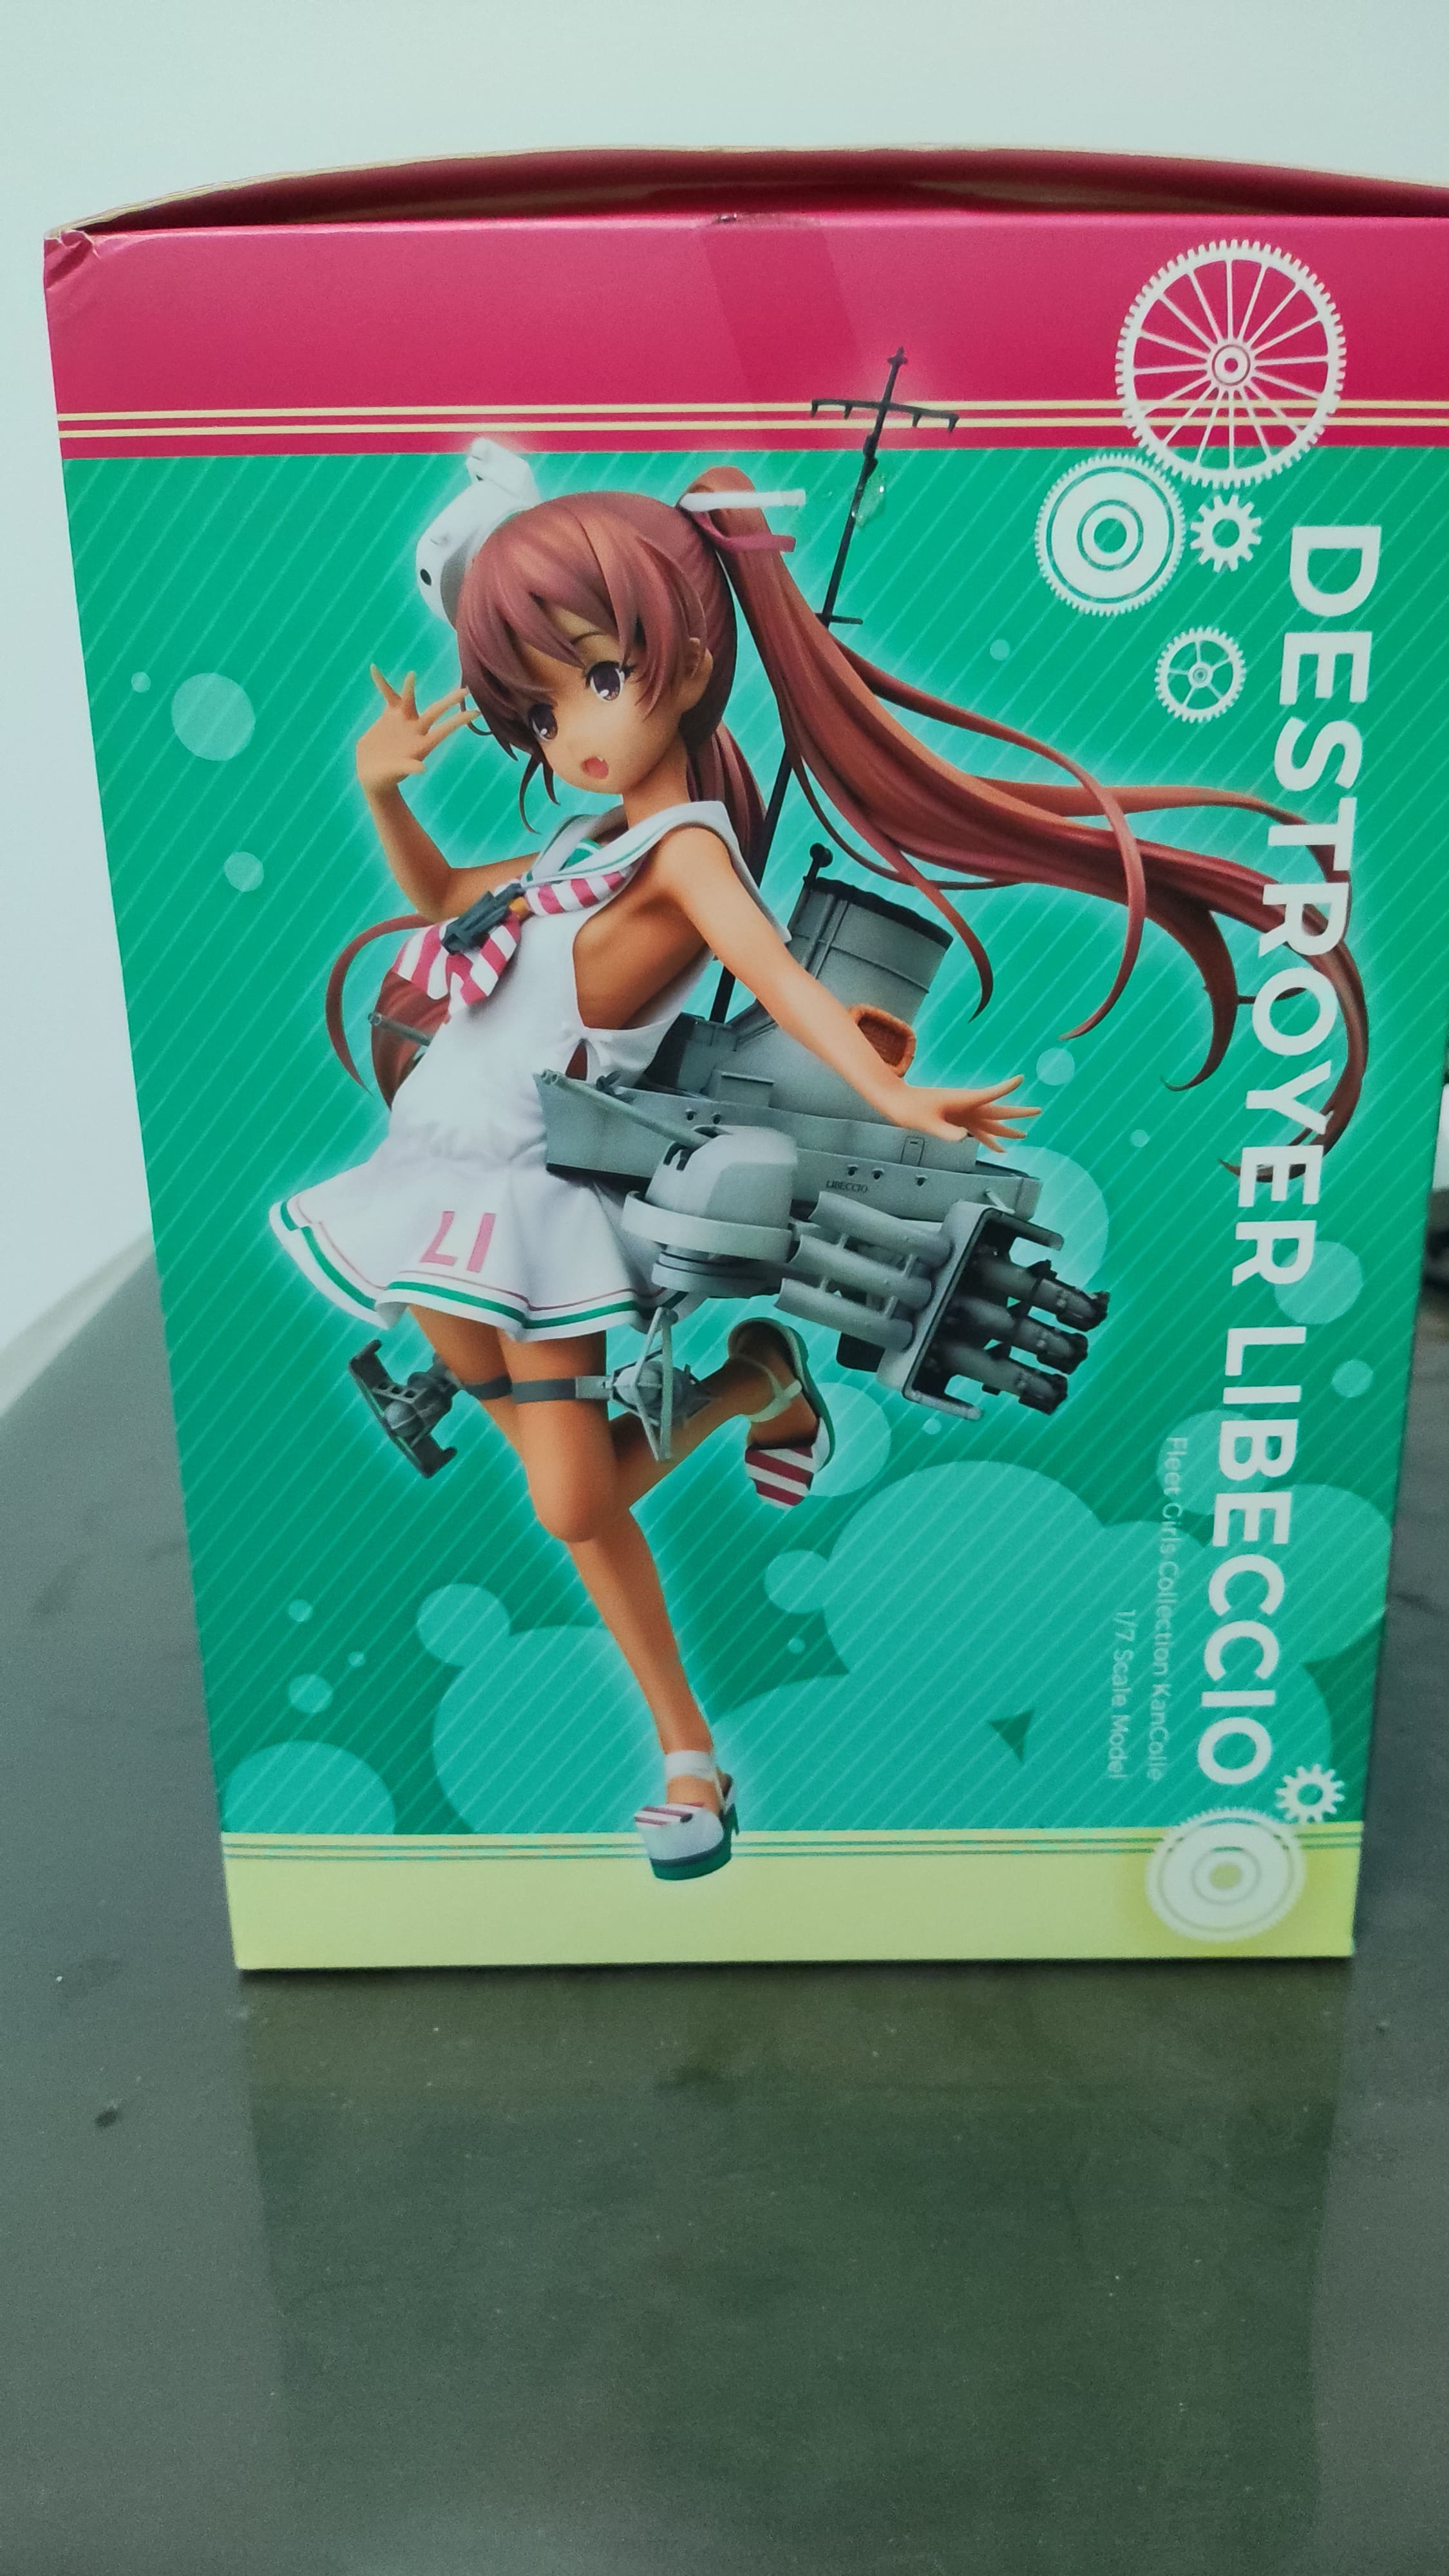 DESTROYER LIBECCIO
Fleet Girls Collection KanColle
1/7 Scale Model
LIBECCIO
LI